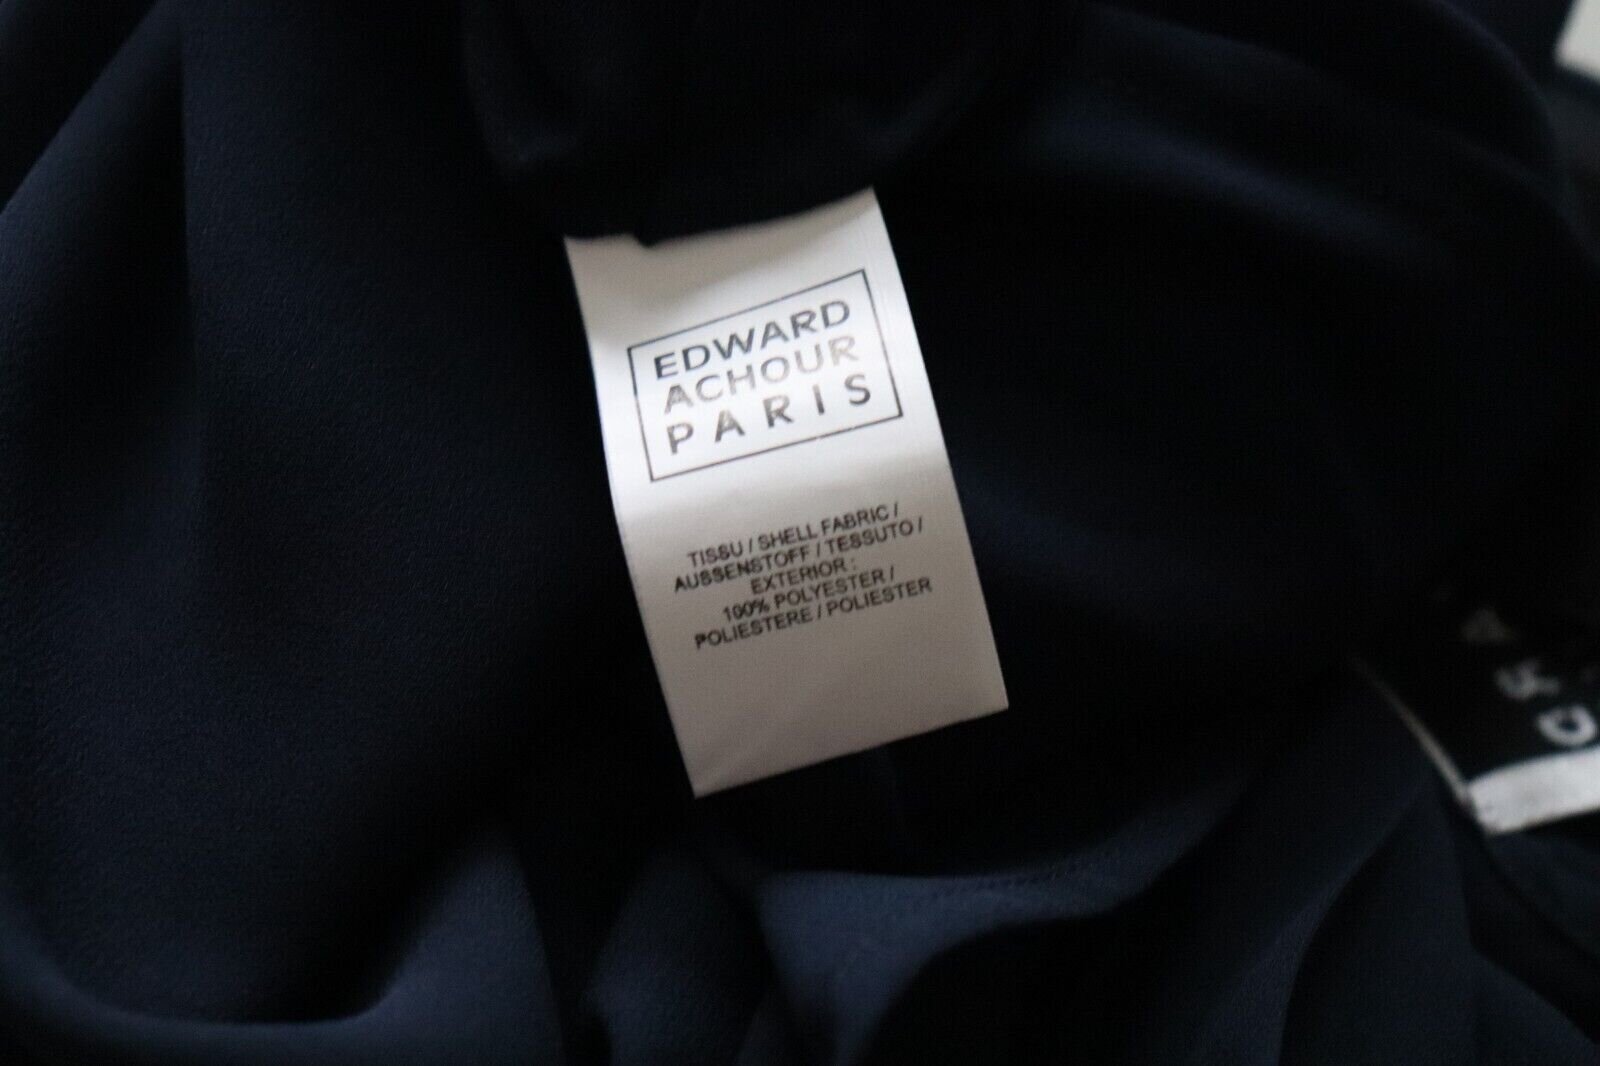 EDWARD
ACHOUR
PARIS
TISSU / SHELL FABRIC /
AUSSENSTOFF / TESSUTO /
EXTERIOR :
100% POLYESTER /
POLIESTERE / POLIESTER